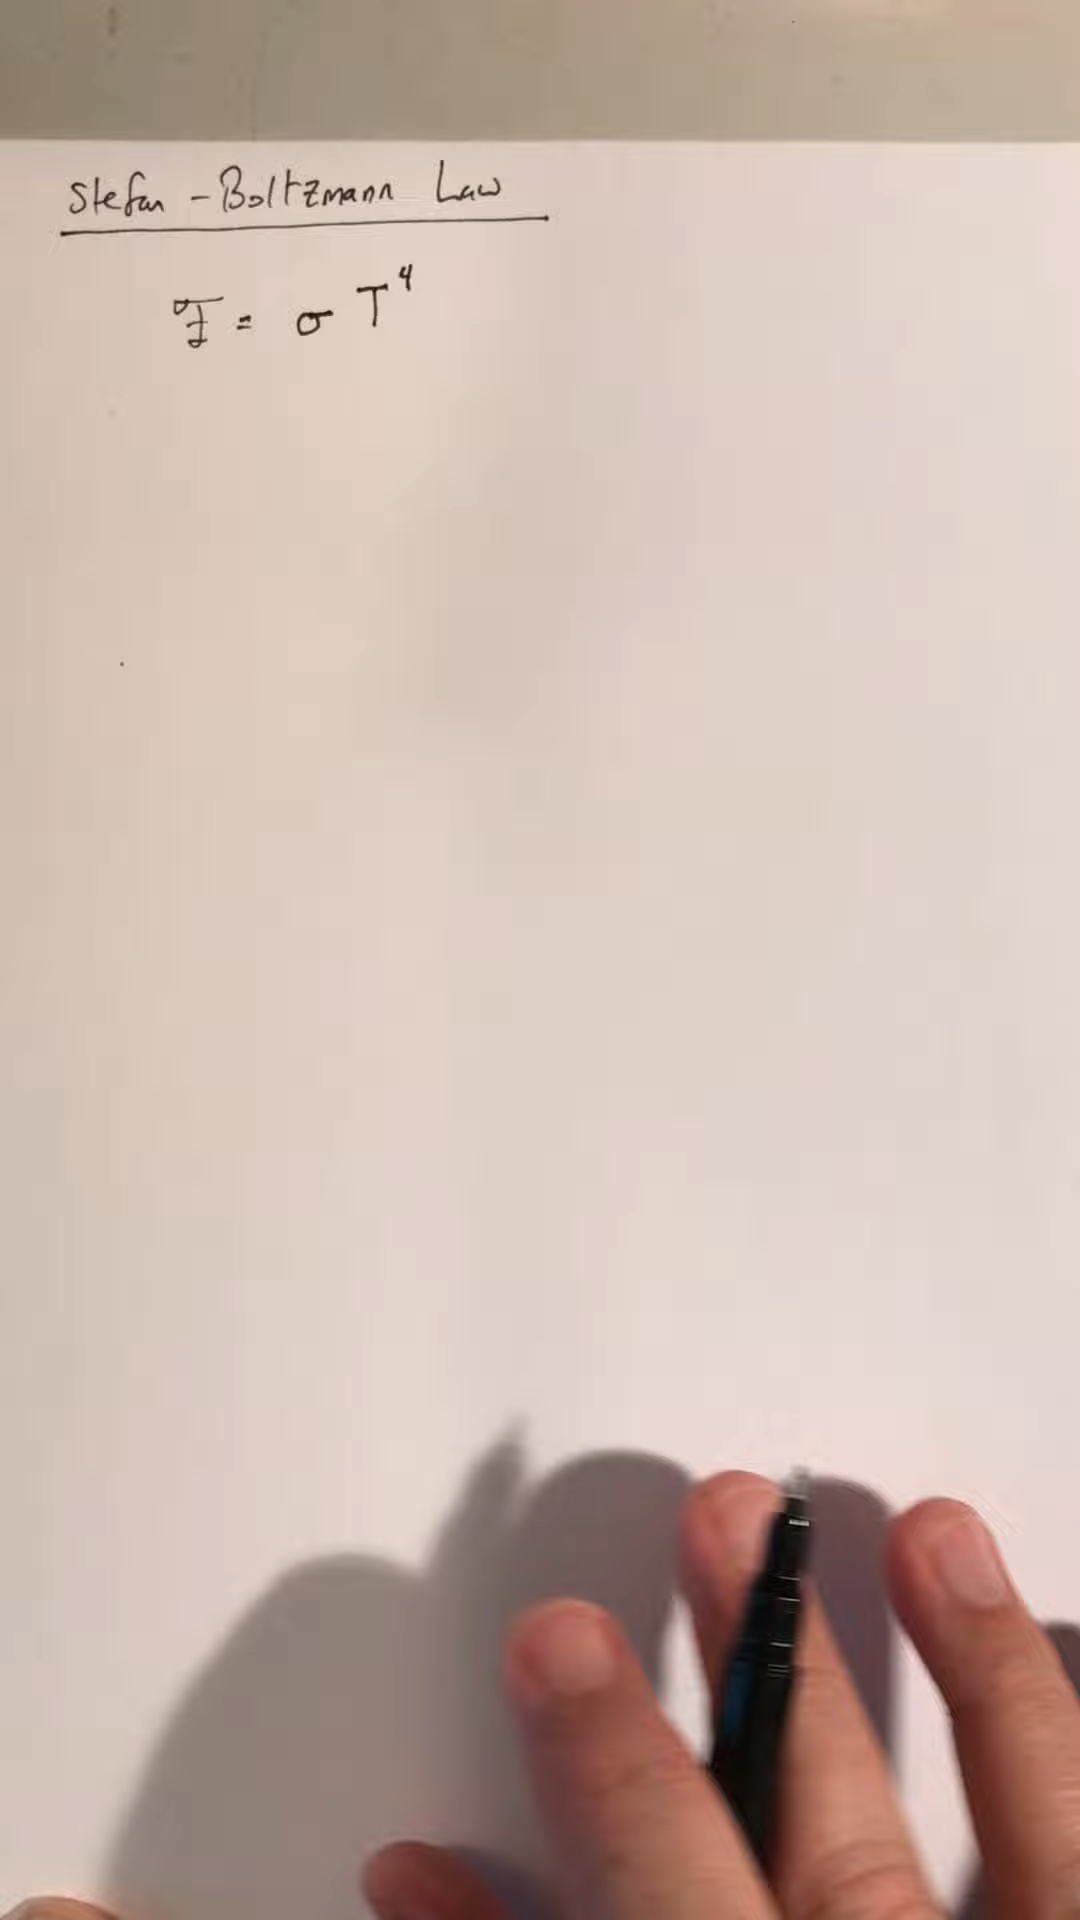 Stefan - Boltzmann Law
F = σ T⁴